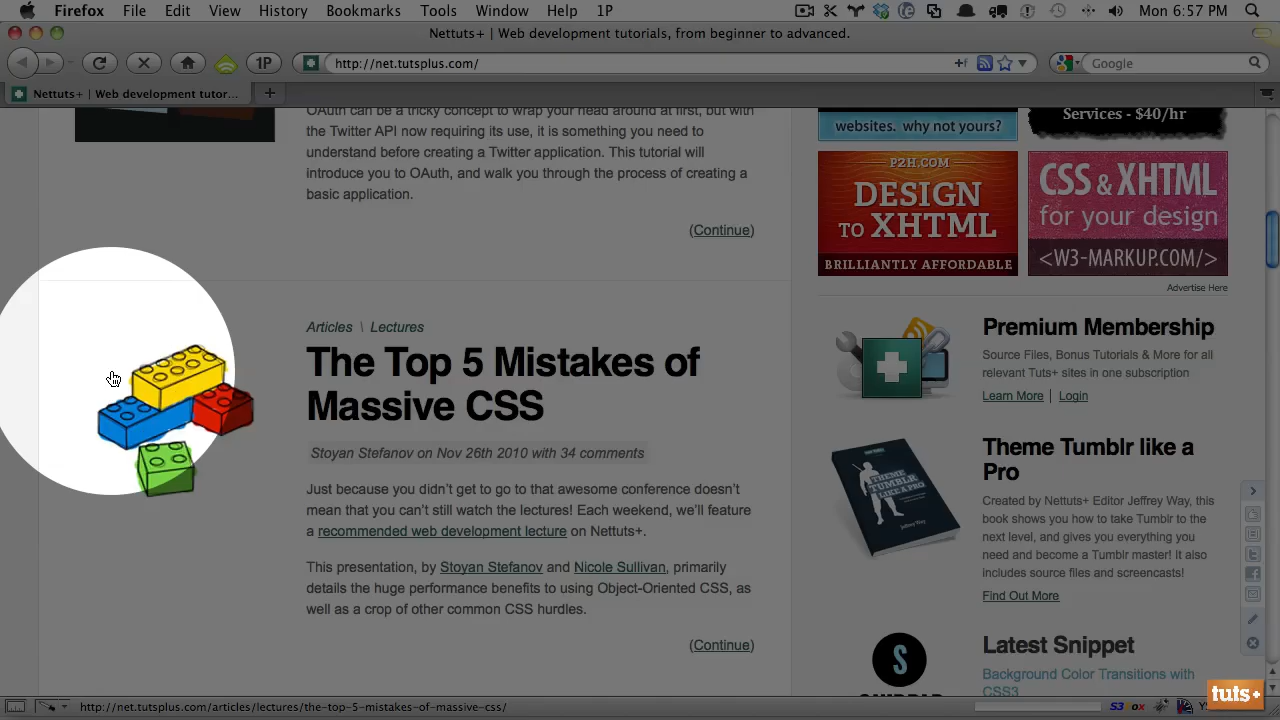 Firefox File Edit View History Bookmarks Tools Window Help 1P Mon 6:57 PM
Nettuts+ | Web development tutorials, from beginner to advanced.
1P http://net.tutsplus.com/ +f Google
Nettuts+ | Web development tutor... +
OAuth can be a tricky concept to wrap your head around at first, but with
the Twitter API now requiring its use, it is something you need to
understand before creating a Twitter application. This tutorial will
introduce you to OAuth, and walk you through the process of creating a
basic application.
(Continue)
Articles \ Lectures
The Top 5 Mistakes of
Massive CSS
Stoyan Stefanov on Nov 26th 2010 with 34 comments
Just because you didn't get to go to that awesome conference doesn't
mean that you can't still watch the lectures! Each weekend, we'll feature
a recommended web development lecture on Nettuts+.
This presentation, by Stoyan Stefanov and Nicole Sullivan, primarily
details the huge performance benefits to using Object-Oriented CSS, as
well as a crop of other common CSS hurdles.
(Continue)
websites. why not yours?
Services - $40/hr
P2H.COM
DESIGN
TO XHTML
BRILLIANTLY AFFORDABLE
CSS & XHTML
for your design
<W3-MARKUP.COM/>
Advertise Here
Premium Membership
Source Files, Bonus Tutorials & More for all
relevant Tuts+ sites in one subscription
Learn More | Login
THEME
TUMBLR
LIKE A
PRO
Jeffrey Way
Theme Tumblr like a
Pro
Created by Nettuts+ Editor Jeffrey Way, this
book shows you how to take Tumblr to the
next level, and gives you everything you
need and become a Tumblr master! It also
includes source files and screencasts!
Find Out More
S
Latest Snippet
Background Color Transitions with
CSS3
http://net.tutsplus.com/articles/lectures/the-top-5-mistakes-of-massive-css/
tuts+